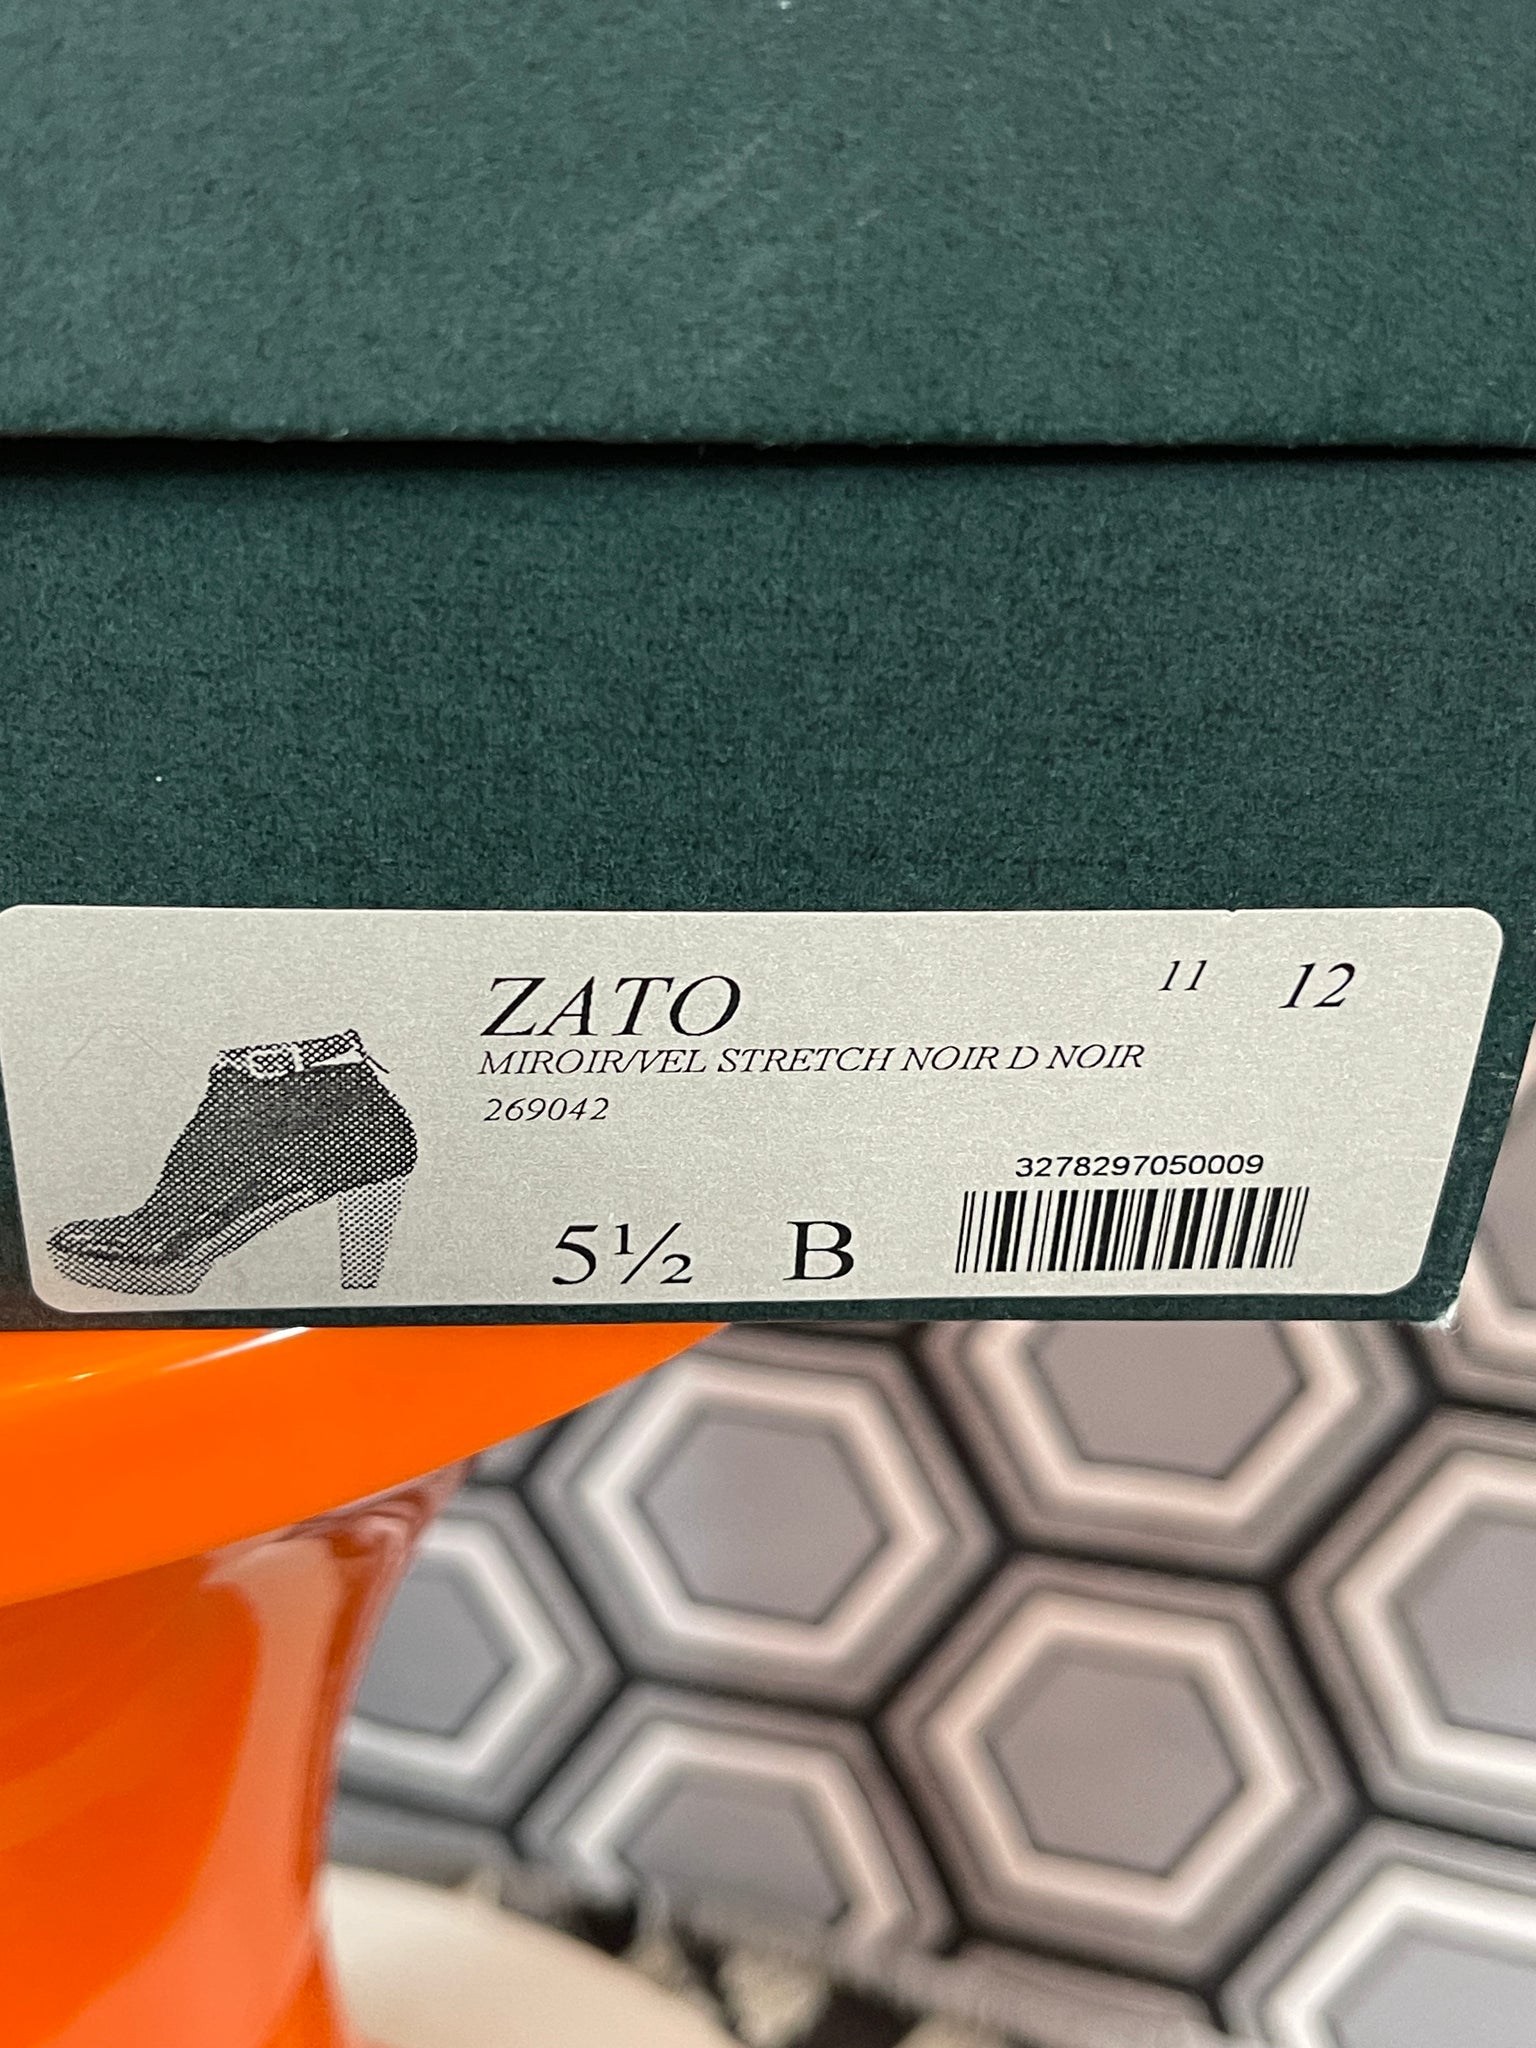 ZATO 11 12
MIROIR/VEL STRETCH NOIR D NOIR
269042
3278297050009
5½ B